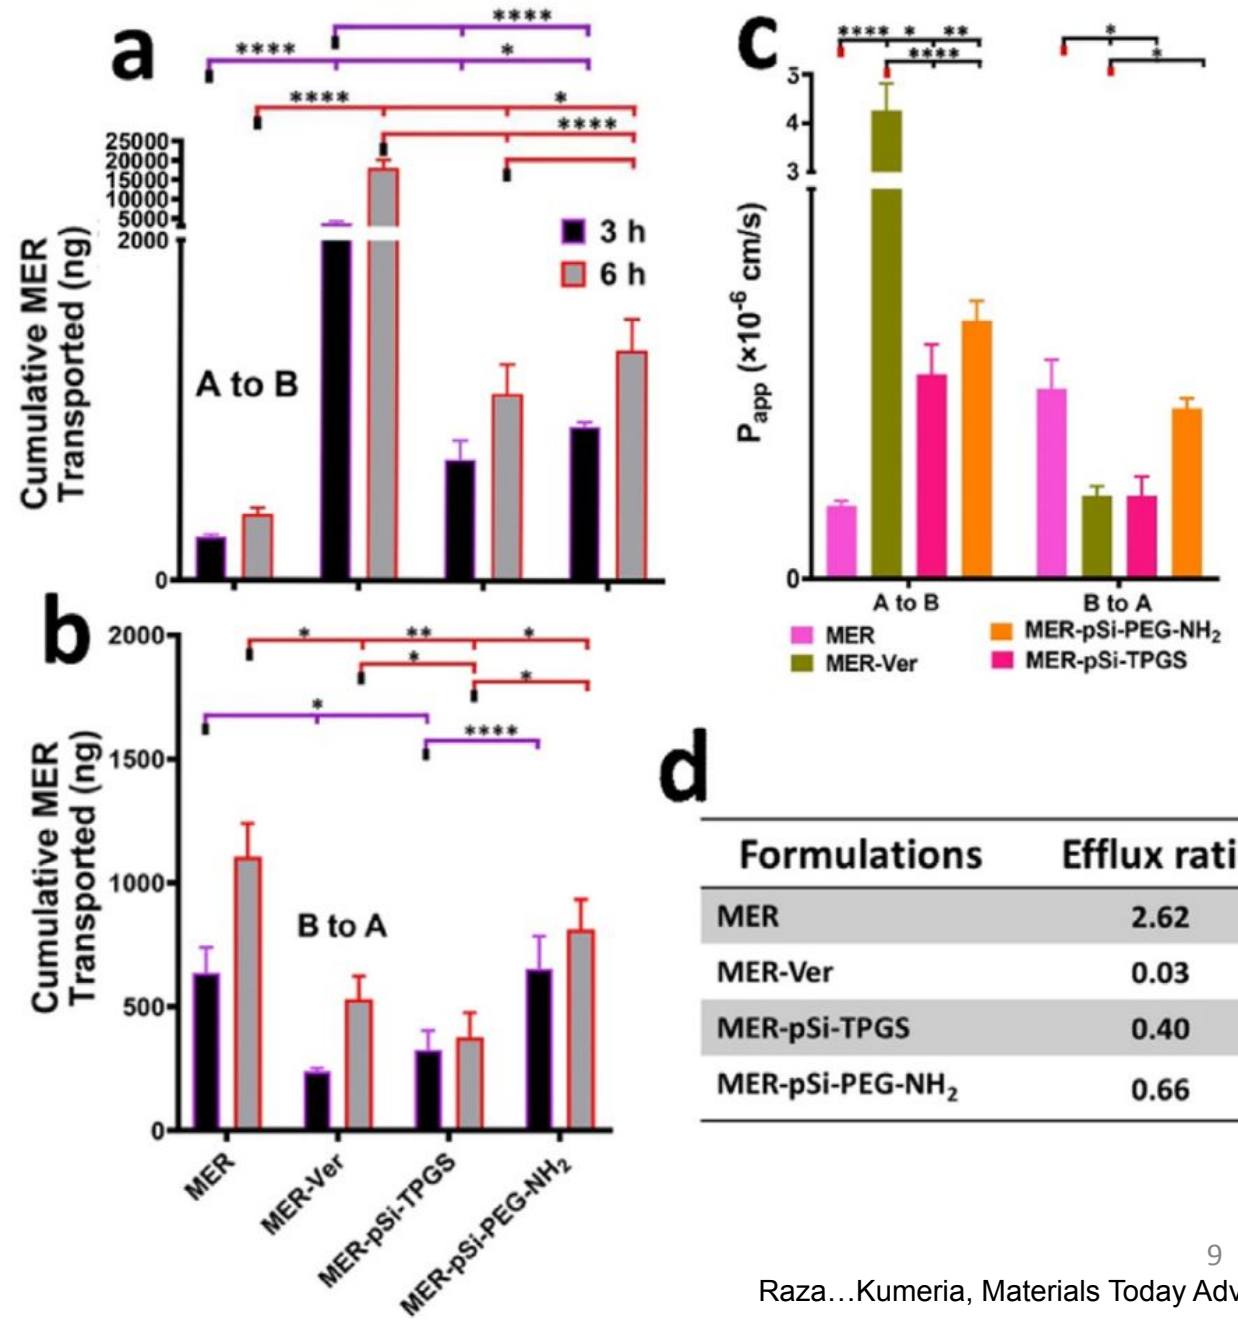 a
**** 
**** *
**** *
****
25000
20000
15000
10000
5000
2000
0
Cumulative MER
Transported (ng)
A to B
3 h
6 h
b
* ** *
*
*
*
****
2000
1500
1000
500
0
Cumulative MER
Transported (ng)
B to A
MER
MER-Ver
MER-pSi-TPGS
MER-pSi-PEG-NH₂
c
**** * **
****
*
*
5
4
3
0
Papp (×10⁻⁶ cm/s)
A to B B to A
MER MER-pSi-PEG-NH₂
MER-Ver MER-pSi-TPGS
d
Formulations Efflux rati
MER 2.62
MER-Ver 0.03
MER-pSi-TPGS 0.40
MER-pSi-PEG-NH₂ 0.66
9
Raza…Kumeria, Materials Today Adv